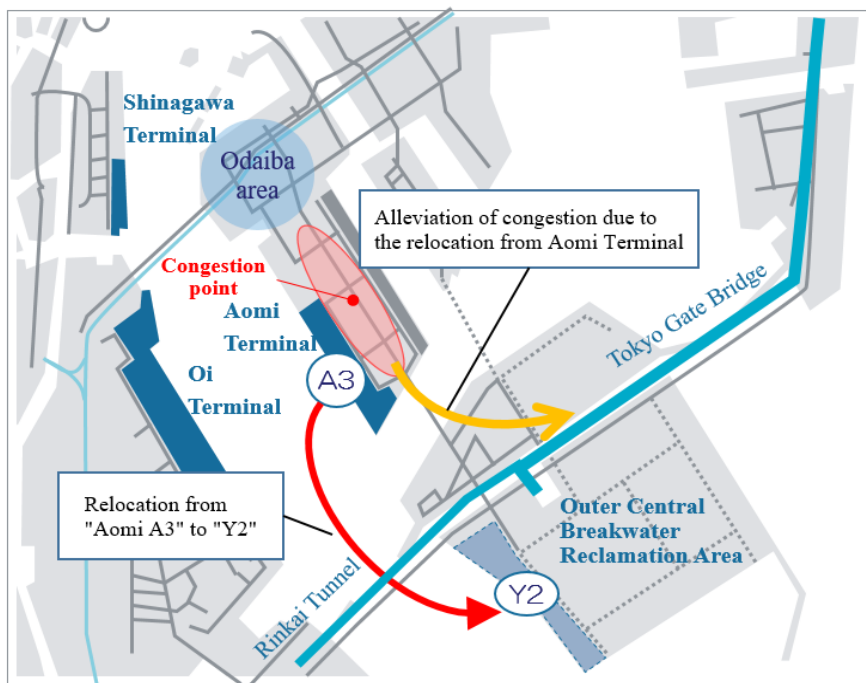 Shinagawa
Terminal
Odaiba
area
Alleviation of congestion due to
the relocation from Aomi Terminal
Congestion
point
Aomi
Terminal
Tokyo Gate Bridge
Oi
Terminal
A3
Relocation from
"Aomi A3" to "Y2"
Outer Central
Breakwater
Reclamation Area
Rinkai Tunnel
Y2